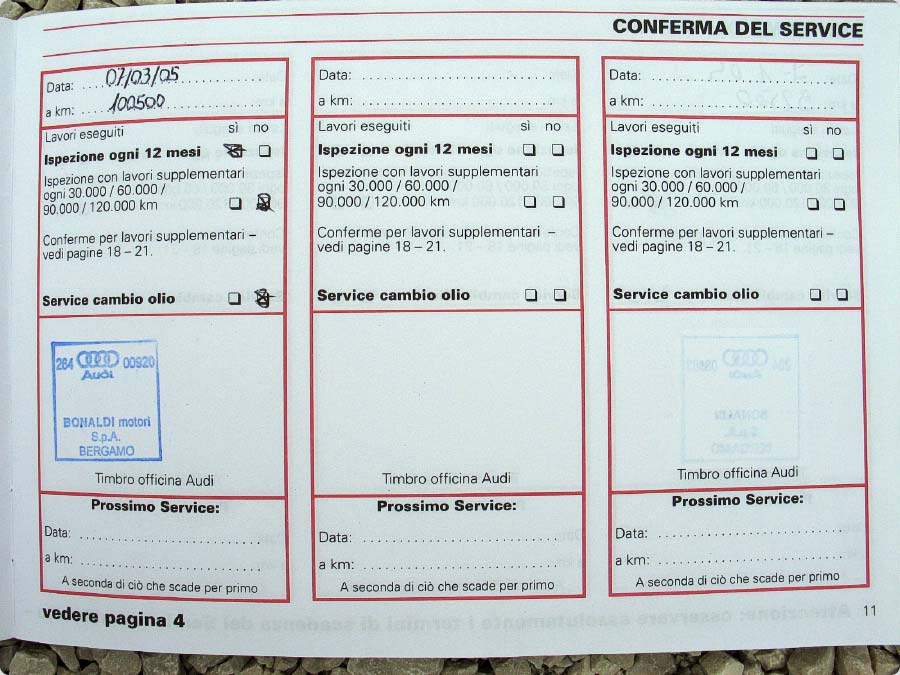 CONFERMA DEL SERVICE
Data: 07/03/05
a km: 100500
Lavori eseguiti sì no
Ispezione ogni 12 mesi
Ispezione con lavori supplementari
ogni 30.000 / 60.000 /
90.000 / 120.000 km
Conferme per lavori supplementari –
vedi pagine 18 – 21.
Service cambio olio
264 Audi 00920
BONALDI motori
S.p.A.
BERGAMO
Timbro officina Audi
Prossimo Service:
Data:
a km:
A seconda di ciò che scade per primo
Data:
a km:
Lavori eseguiti sì no
Ispezione ogni 12 mesi
Ispezione con lavori supplementari
ogni 30.000 / 60.000 /
90.000 / 120.000 km
Conferme per lavori supplementari –
vedi pagine 18 – 21.
Service cambio olio
Timbro officina Audi
Prossimo Service:
Data:
a km:
A seconda di ciò che scade per primo
Data:
a km:
Lavori eseguiti sì no
Ispezione ogni 12 mesi
Ispezione con lavori supplementari
ogni 30.000 / 60.000 /
90.000 / 120.000 km
Conferme per lavori supplementari –
vedi pagine 18 – 21.
Service cambio olio
Timbro officina Audi
Prossimo Service:
Data:
a km:
A seconda di ciò che scade per primo
vedere pagina 4
11